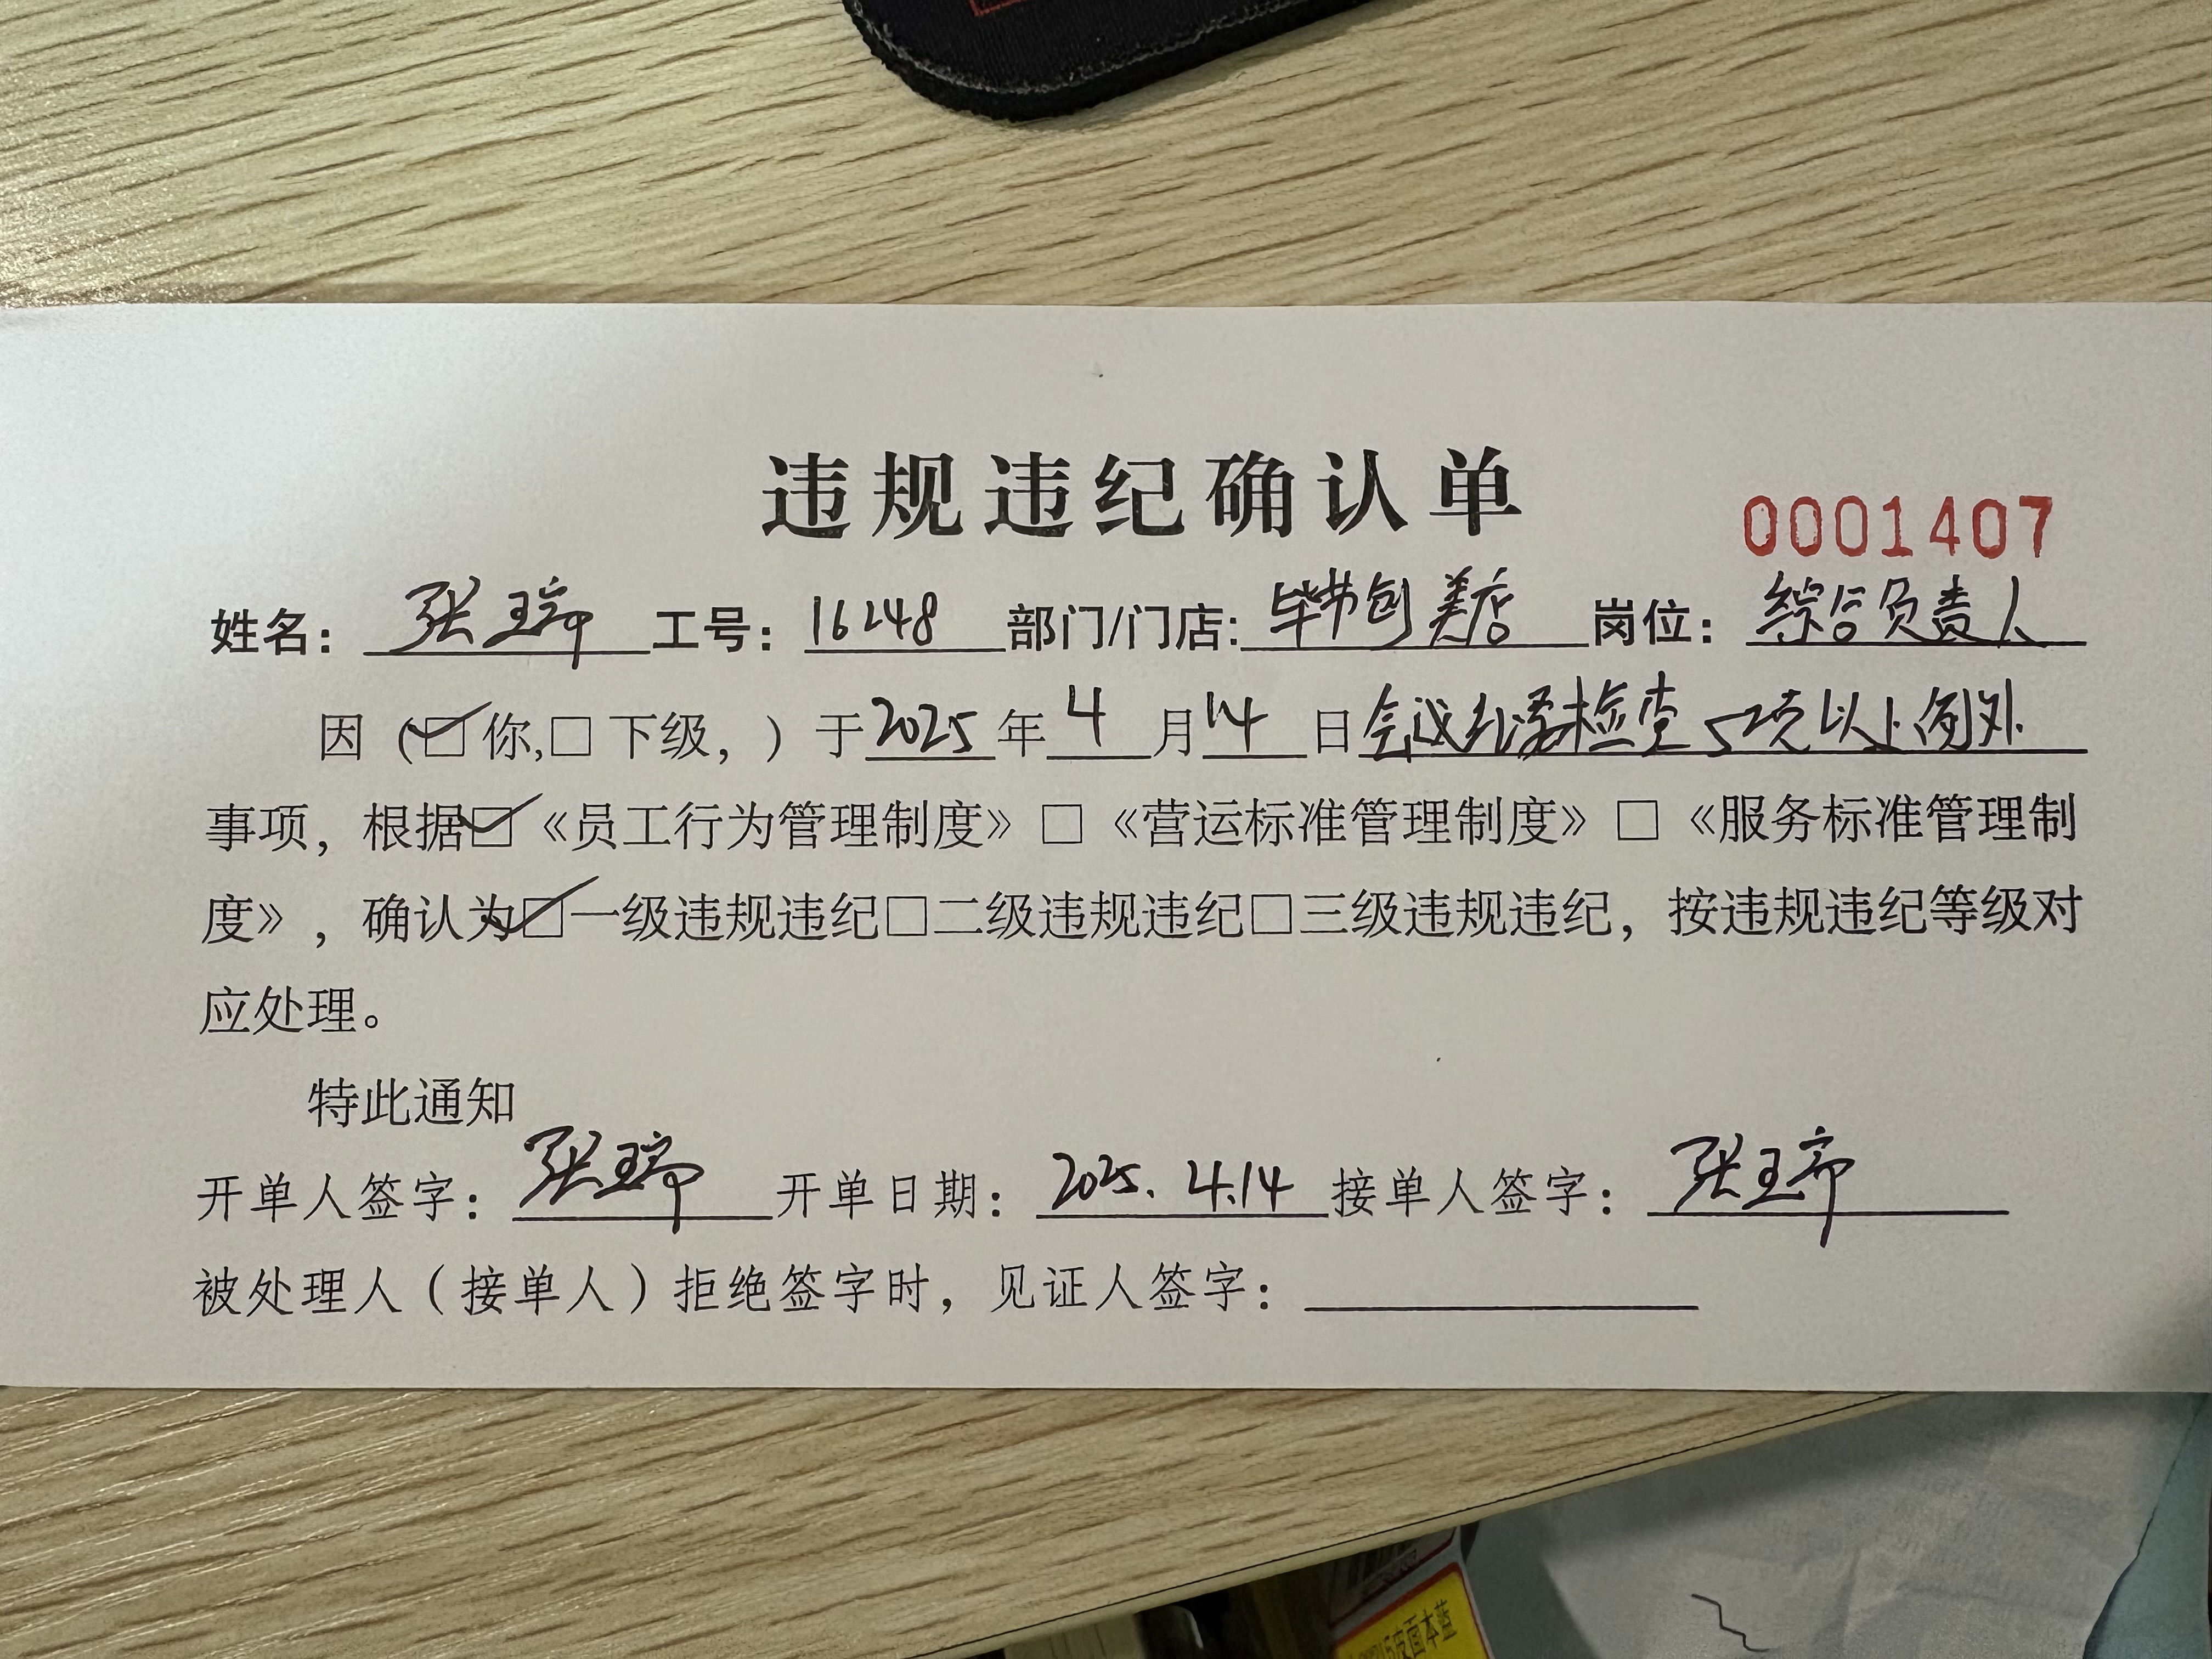 违规违纪确认单
0001407
姓名： 张 工号：16248 部门/门店：毕节创美店 岗位：综合负责人
因（☑你,□下级，）于2025年4月14日会议纪录检查5项以上例外
事项，根据☑《员工行为管理制度》□《营运标准管理制度》□《服务标准管理制
度》，确认为☑一级违规违纪□二级违规违纪□三级违规违纪，按违规违纪等级对
应处理。
特此通知
开单人签字：张 开单日期：2025.4.14 接单人签字：张
被处理人（接单人）拒绝签字时，见证人签字：